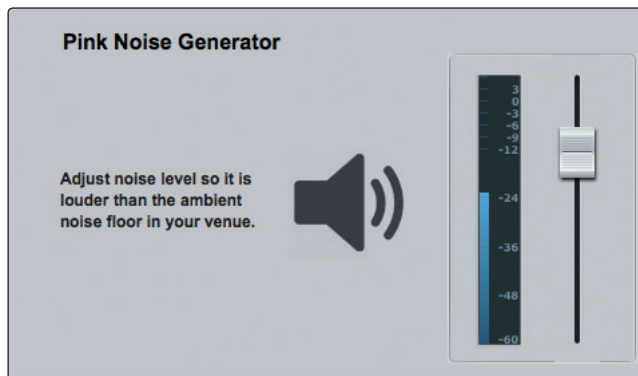 Pink Noise Generator
Adjust noise level so it is
louder than the ambient
noise floor in your venue.
3
0
-3
-6
-9
-12
-24
-36
-48
-60